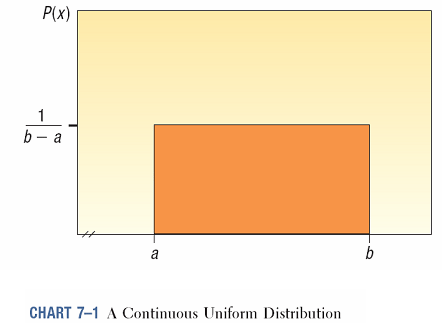 P(x)
1
b – a
a
b
CHART 7–1 A Continuous Uniform Distribution